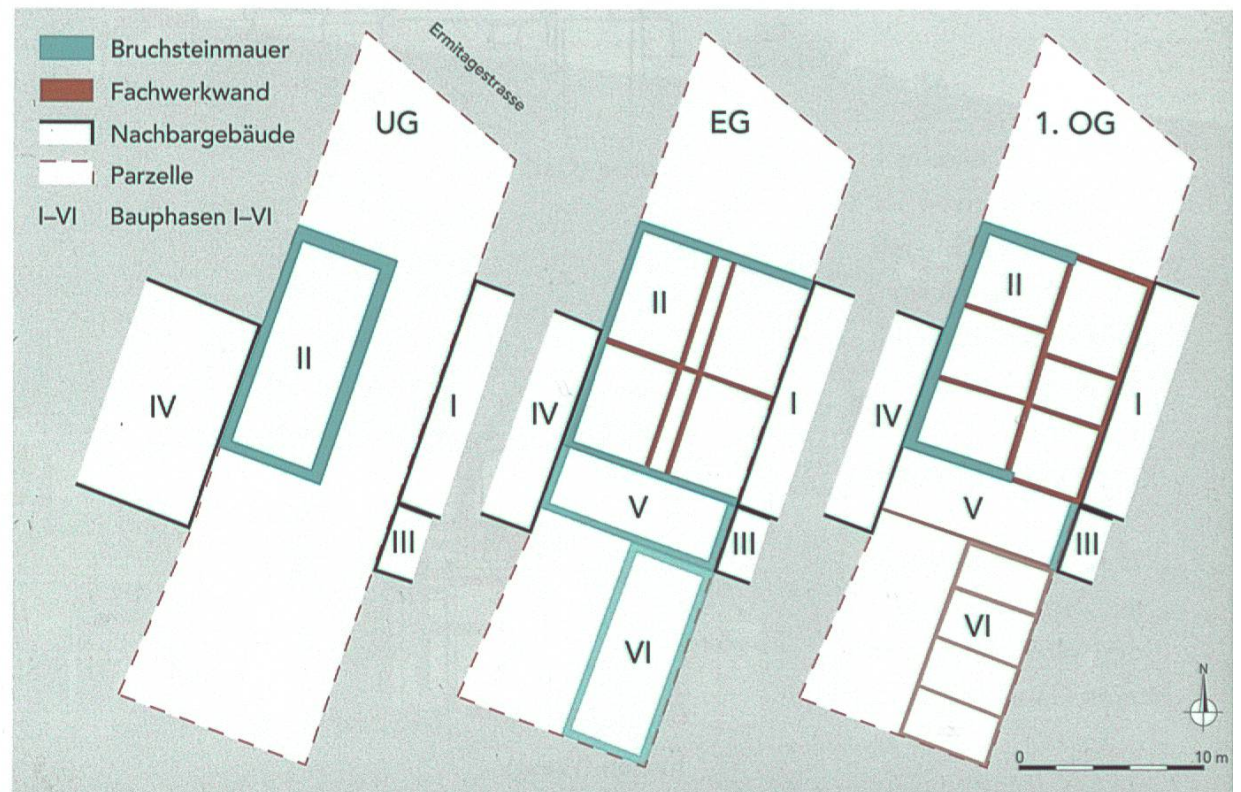 Bruchsteinmauer
Fachwerkwand
Nachbargebäude
Parzelle
I–VI Bauphasen I–VI
Ermitagestrasse
UG
II
IV
I
III
EG
II
IV
I
V
III
VI
1. OG
II
IV
I
V
III
VI
N
0 10 m